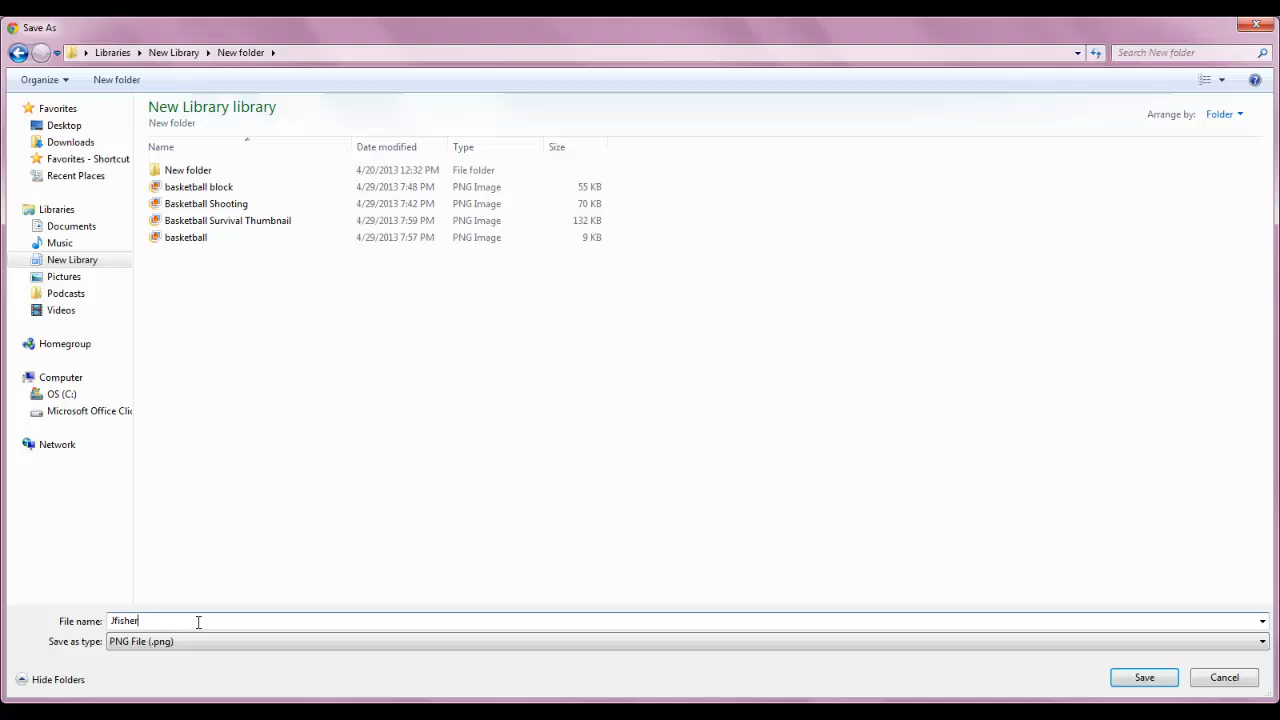 Save As
Libraries New Library New folder
Search New folder
Organize New folder
New Library library
New folder
Arrange by: Folder
Name Date modified Type Size
New folder 4/20/2013 12:32 PM File folder
basketball block 4/29/2013 7:48 PM PNG Image 55 KB
Basketball Shooting 4/29/2013 7:42 PM PNG Image 70 KB
Basketball Survival Thumbnail 4/29/2013 7:59 PM PNG Image 132 KB
basketball 4/29/2013 7:57 PM PNG Image 9 KB
Favorites
Desktop
Downloads
Favorites - Shortcut
Recent Places
Libraries
Documents
Music
New Library
Pictures
Podcasts
Videos
Homegroup
Computer
OS (C:)
Microsoft Office Clic
Network
File name: Jfisher
Save as type: PNG File (.png)
Hide Folders
Save Cancel